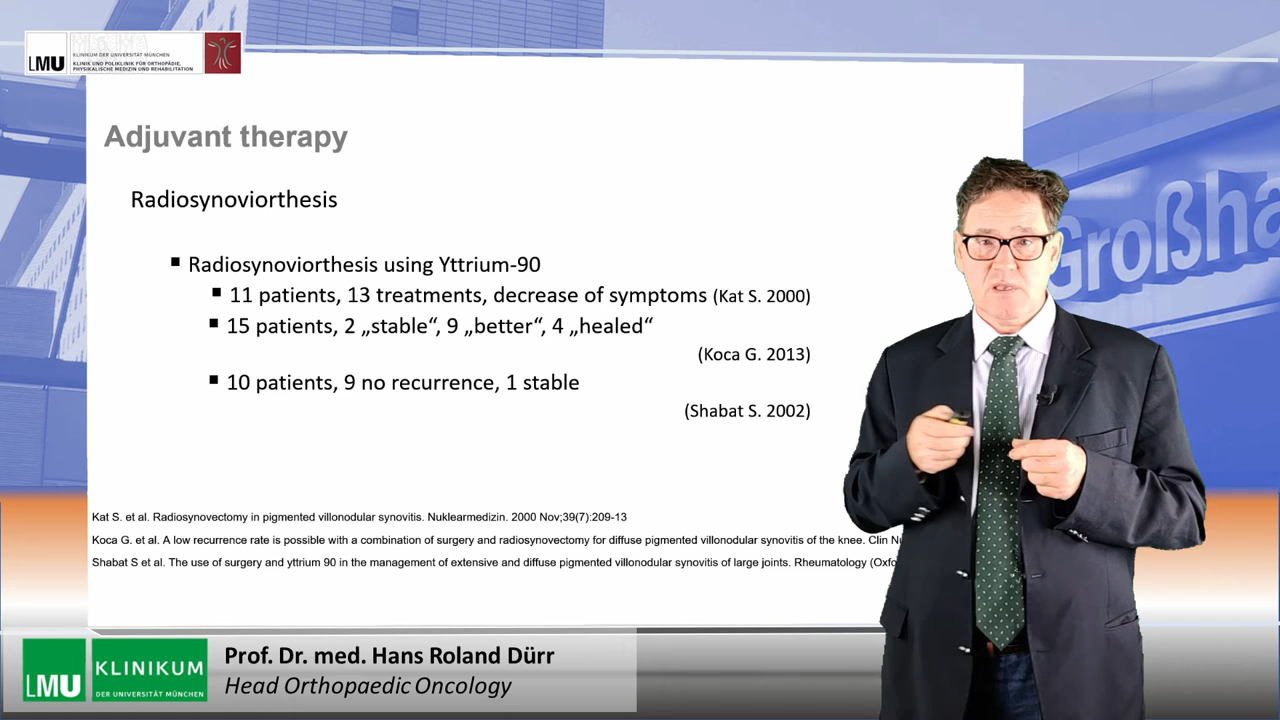 LMU
KLINIKUM DER UNIVERSITÄT MÜNCHEN
KLINIK UND POLIKLINIK FÜR ORTHOPÄDIE,
PHYSIKALISCHE MEDIZIN UND REHABILITATION
Adjuvant therapy
Radiosynoviorthesis
▪ Radiosynoviorthesis using Yttrium-90
▪ 11 patients, 13 treatments, decrease of symptoms (Kat S. 2000)
▪ 15 patients, 2 „stable“, 9 „better“, 4 „healed“
(Koca G. 2013)
▪ 10 patients, 9 no recurrence, 1 stable
(Shabat S. 2002)
Großha
Kat S. et al. Radiosynovectomy in pigmented villonodular synovitis. Nuklearmedizin. 2000 Nov;39(7):209-13
Koca G. et al. A low recurrence rate is possible with a combination of surgery and radiosynovectomy for diffuse pigmented villonodular synovitis of the knee. Clin
Shabat S et al. The use of surgery and yttrium 90 in the management of extensive and diffuse pigmented villonodular synovitis of large joints. Rheumatology (Oxfo
LMU
KLINIKUM
DER UNIVERSITÄT MÜNCHEN
Prof. Dr. med. Hans Roland Dürr
Head Orthopaedic Oncology